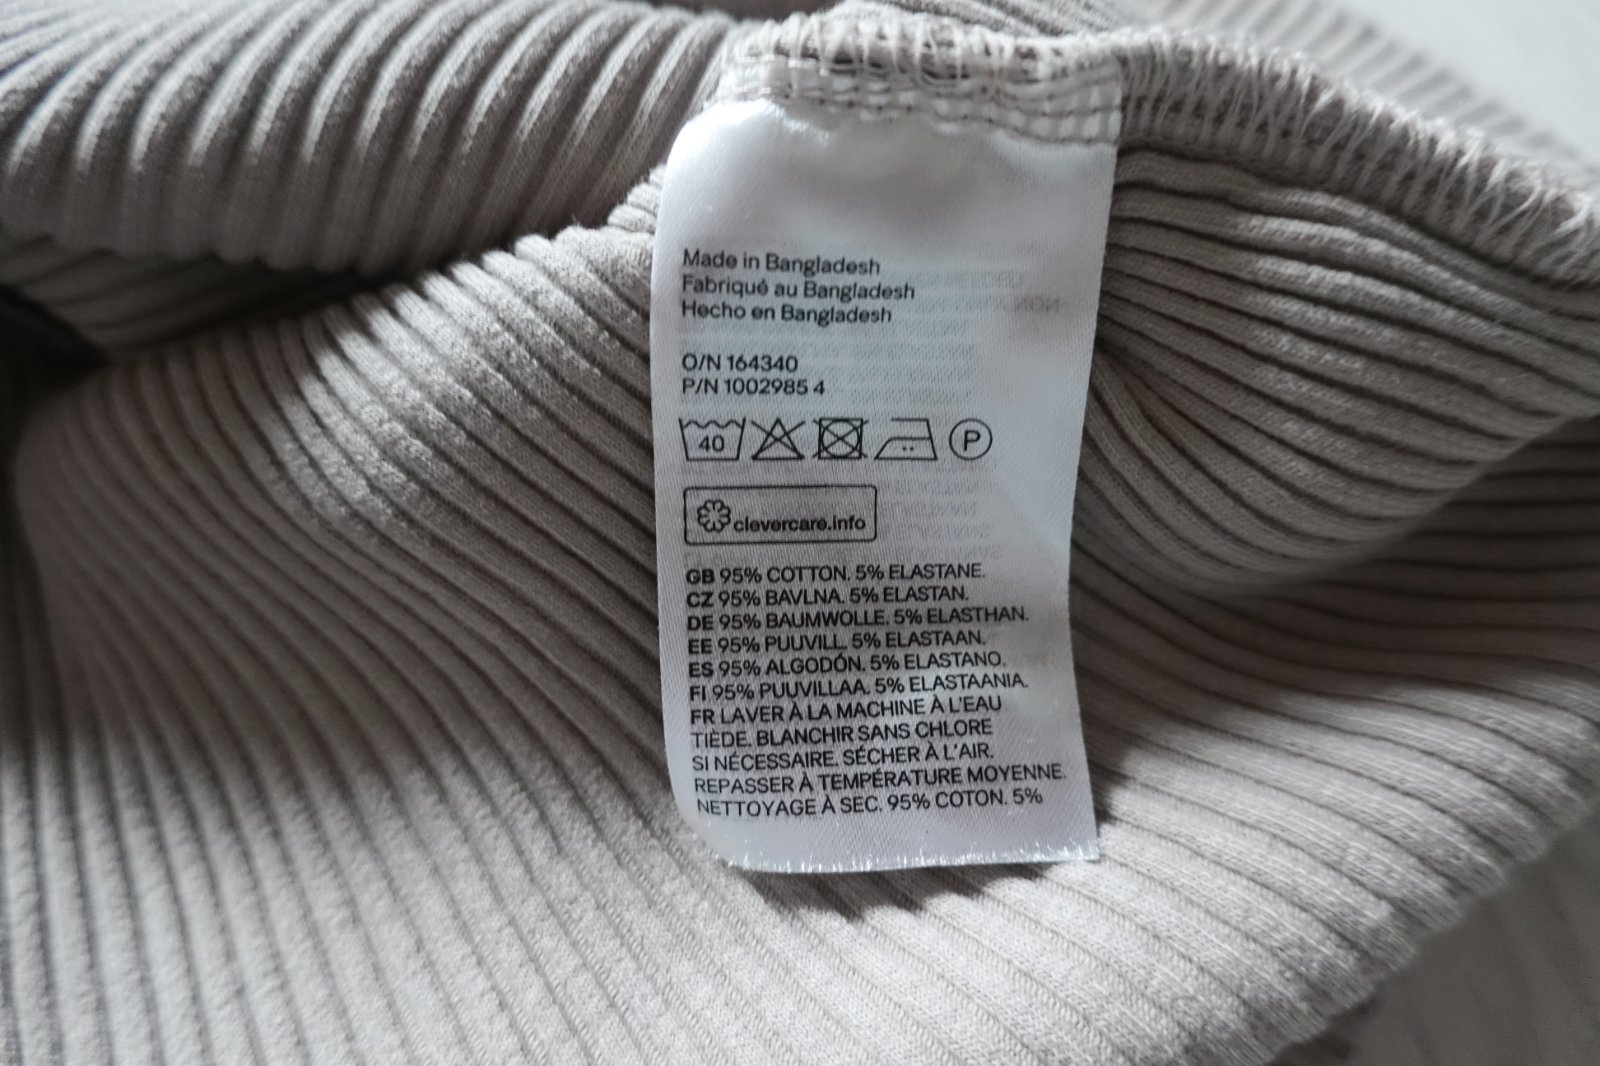 Made in Bangladesh
Fabriqué au Bangladesh
Hecho en Bangladesh
O/N 164340
P/N 1002985 4
40 P
clevercare.info
GB 95% COTTON. 5% ELASTANE.
CZ 95% BAVLNA. 5% ELASTAN.
DE 95% BAUMWOLLE. 5% ELASTHAN.
EE 95% PUUVILL. 5% ELASTAAN.
ES 95% ALGODÓN. 5% ELASTANO.
FI 95% PUUVILLAA. 5% ELASTAANIA.
FR LAVER À LA MACHINE À L'EAU
TIÈDE. BLANCHIR SANS CHLORE
SI NÉCESSAIRE. SÉCHER À L'AIR.
REPASSER À TEMPÉRATURE MOYENNE.
NETTOYAGE À SEC. 95% COTON. 5%